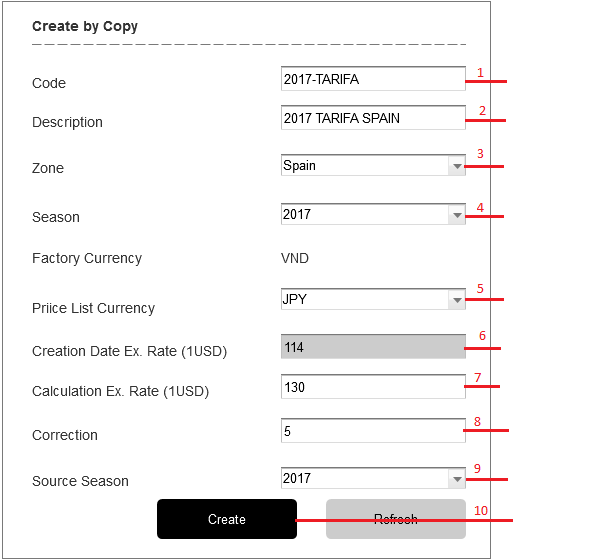 Create by Copy
Code 2017-TARIFA 1
Description 2017 TARIFA SPAIN 2
Zone Spain 3
Season 2017 4
Factory Currency VND
Priice List Currency JPY 5
Creation Date Ex. Rate (1USD) 114 6
Calculation Ex. Rate (1USD) 130 7
Correction 5 8
Source Season 2017 9
Create Refresh 10